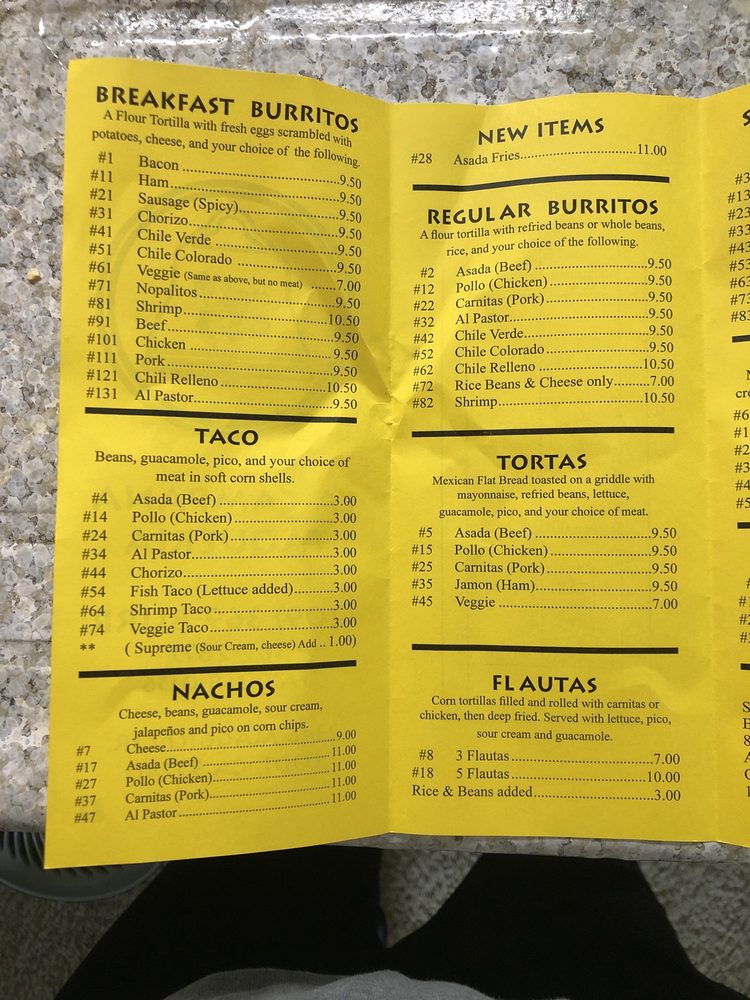 BREAKFAST BURRITOS
A Flour Tortilla with fresh eggs scrambled with
potatoes, cheese, and your choice of the following.
#1 Bacon ....................................9.50
#11 Ham....................................9.50
#21 Sausage (Spicy)....................................9.50
#31 Chorizo....................................9.50
#41 Chile Verde ....................................9.50
#51 Chile Colorado ....................................9.50
#61 Veggie (Same as above, but no meat) ......7.00
#71 Nopalitos....................................9.50
#81 Shrimp....................................10.50
#91 Beef....................................9.50
#101 Chicken ....................................9.50
#111 Pork....................................9.50
#121 Chili Relleno ....................................10.50
#131 Al Pastor....................................9.50
TACO
Beans, guacamole, pico, and your choice of
meat in soft corn shells.
#4 Asada (Beef) ....................................3.00
#14 Pollo (Chicken) ....................................3.00
#24 Carnitas (Pork)....................................3.00
#34 Al Pastor....................................3.00
#44 Chorizo....................................3.00
#54 Fish Taco (Lettuce added)..........3.00
#64 Shrimp Taco ....................................3.00
#74 Veggie Taco....................................3.00
** ( Supreme (Sour Cream, cheese) Add .. 1.00)
NACHOS
Cheese, beans, guacamole, sour cream,
jalapeños and pico on corn chips.
#7 Cheese....................................9.00
#17 Asada (Beef) ....................................11.00
#27 Pollo (Chicken)....................................11.00
#37 Carnitas (Pork)....................................11.00
#47 Al Pastor....................................11.00
NEW ITEMS
#28 Asada Fries....................................11.00
REGULAR BURRITOS
A flour tortilla with refried beans or whole beans,
rice, and your choice of the following.
#2 Asada (Beef) ....................................9.50
#12 Pollo (Chicken) ....................................9.50
#22 Carnitas (Pork)....................................9.50
#32 Al Pastor....................................9.50
#42 Chile Verde....................................9.50
#52 Chile Colorado....................................9.50
#62 Chile Relleno ....................................10.50
#72 Rice Beans & Cheese only.........7.00
#82 Shrimp....................................10.50
TORTAS
Mexican Flat Bread toasted on a griddle with
mayonnaise, refried beans, lettuce,
guacamole, pico, and your choice of meat.
#5 Asada (Beef) ....................................9.50
#15 Pollo (Chicken) ....................................9.50
#25 Carnitas (Pork)....................................9.50
#35 Jamon (Ham)....................................9.50
#45 Veggie ....................................7.00
FLAUTAS
Corn tortillas filled and rolled with carnitas or
chicken, then deep fried. Served with lettuce, pico,
sour cream and guacamole.
#8 3 Flautas....................................7.00
#18 5 Flautas ....................................10.00
Rice & Beans added....................................3.00